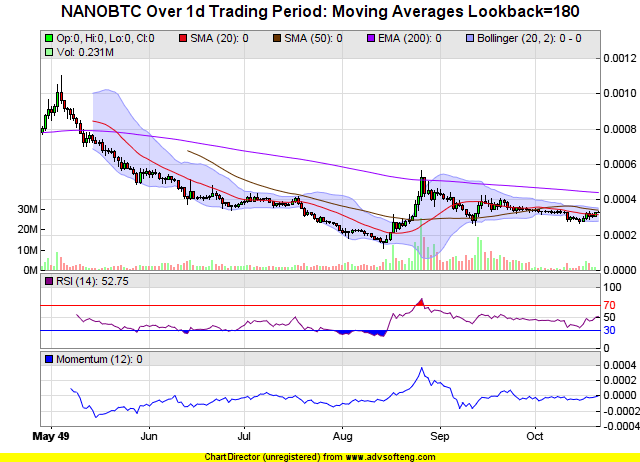 NANOBTC Over 1d Trading Period: Moving Averages Lookback=180
Op:0, Hi:0, Lo:0, Cl:0 SMA (20): 0 SMA (50): 0 EMA (200): 0 Bollinger (20, 2): 0 - 0
Vol: 0.231M
0.0012
0.0010
0.0008
0.0006
0.0004
0.0002
0.0000
30M
20M
10M
0M
RSI (14): 52.75
100
70
50
30
0
Momentum (12): 0
0.0004
0.0002
0.0000
-0.0002
-0.0004
May 49 Jun Jul Aug Sep Oct
ChartDirector (unregistered) from www.advsofteng.com